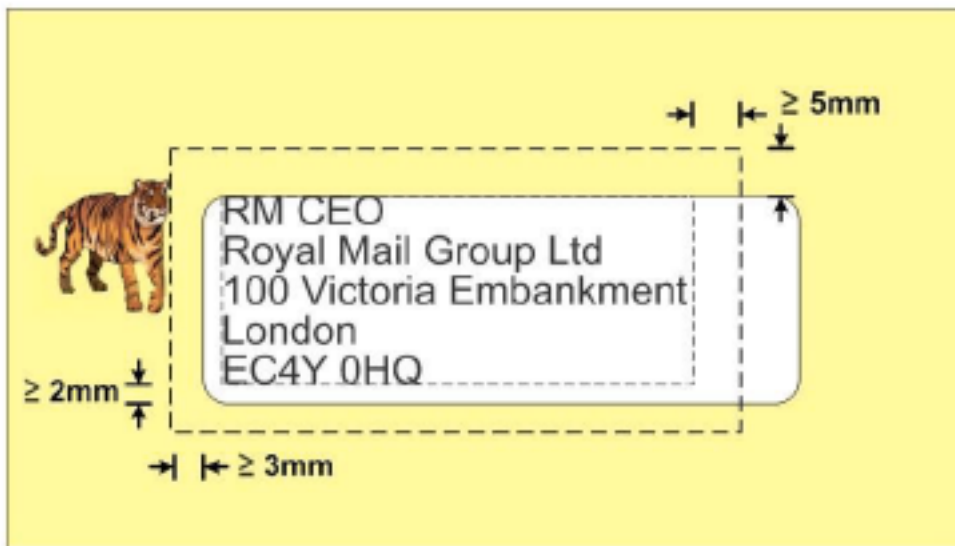 ≥ 5mm
RM CEO
Royal Mail Group Ltd
100 Victoria Embankment
London
EC4Y 0HQ
≥ 2mm
≥ 3mm